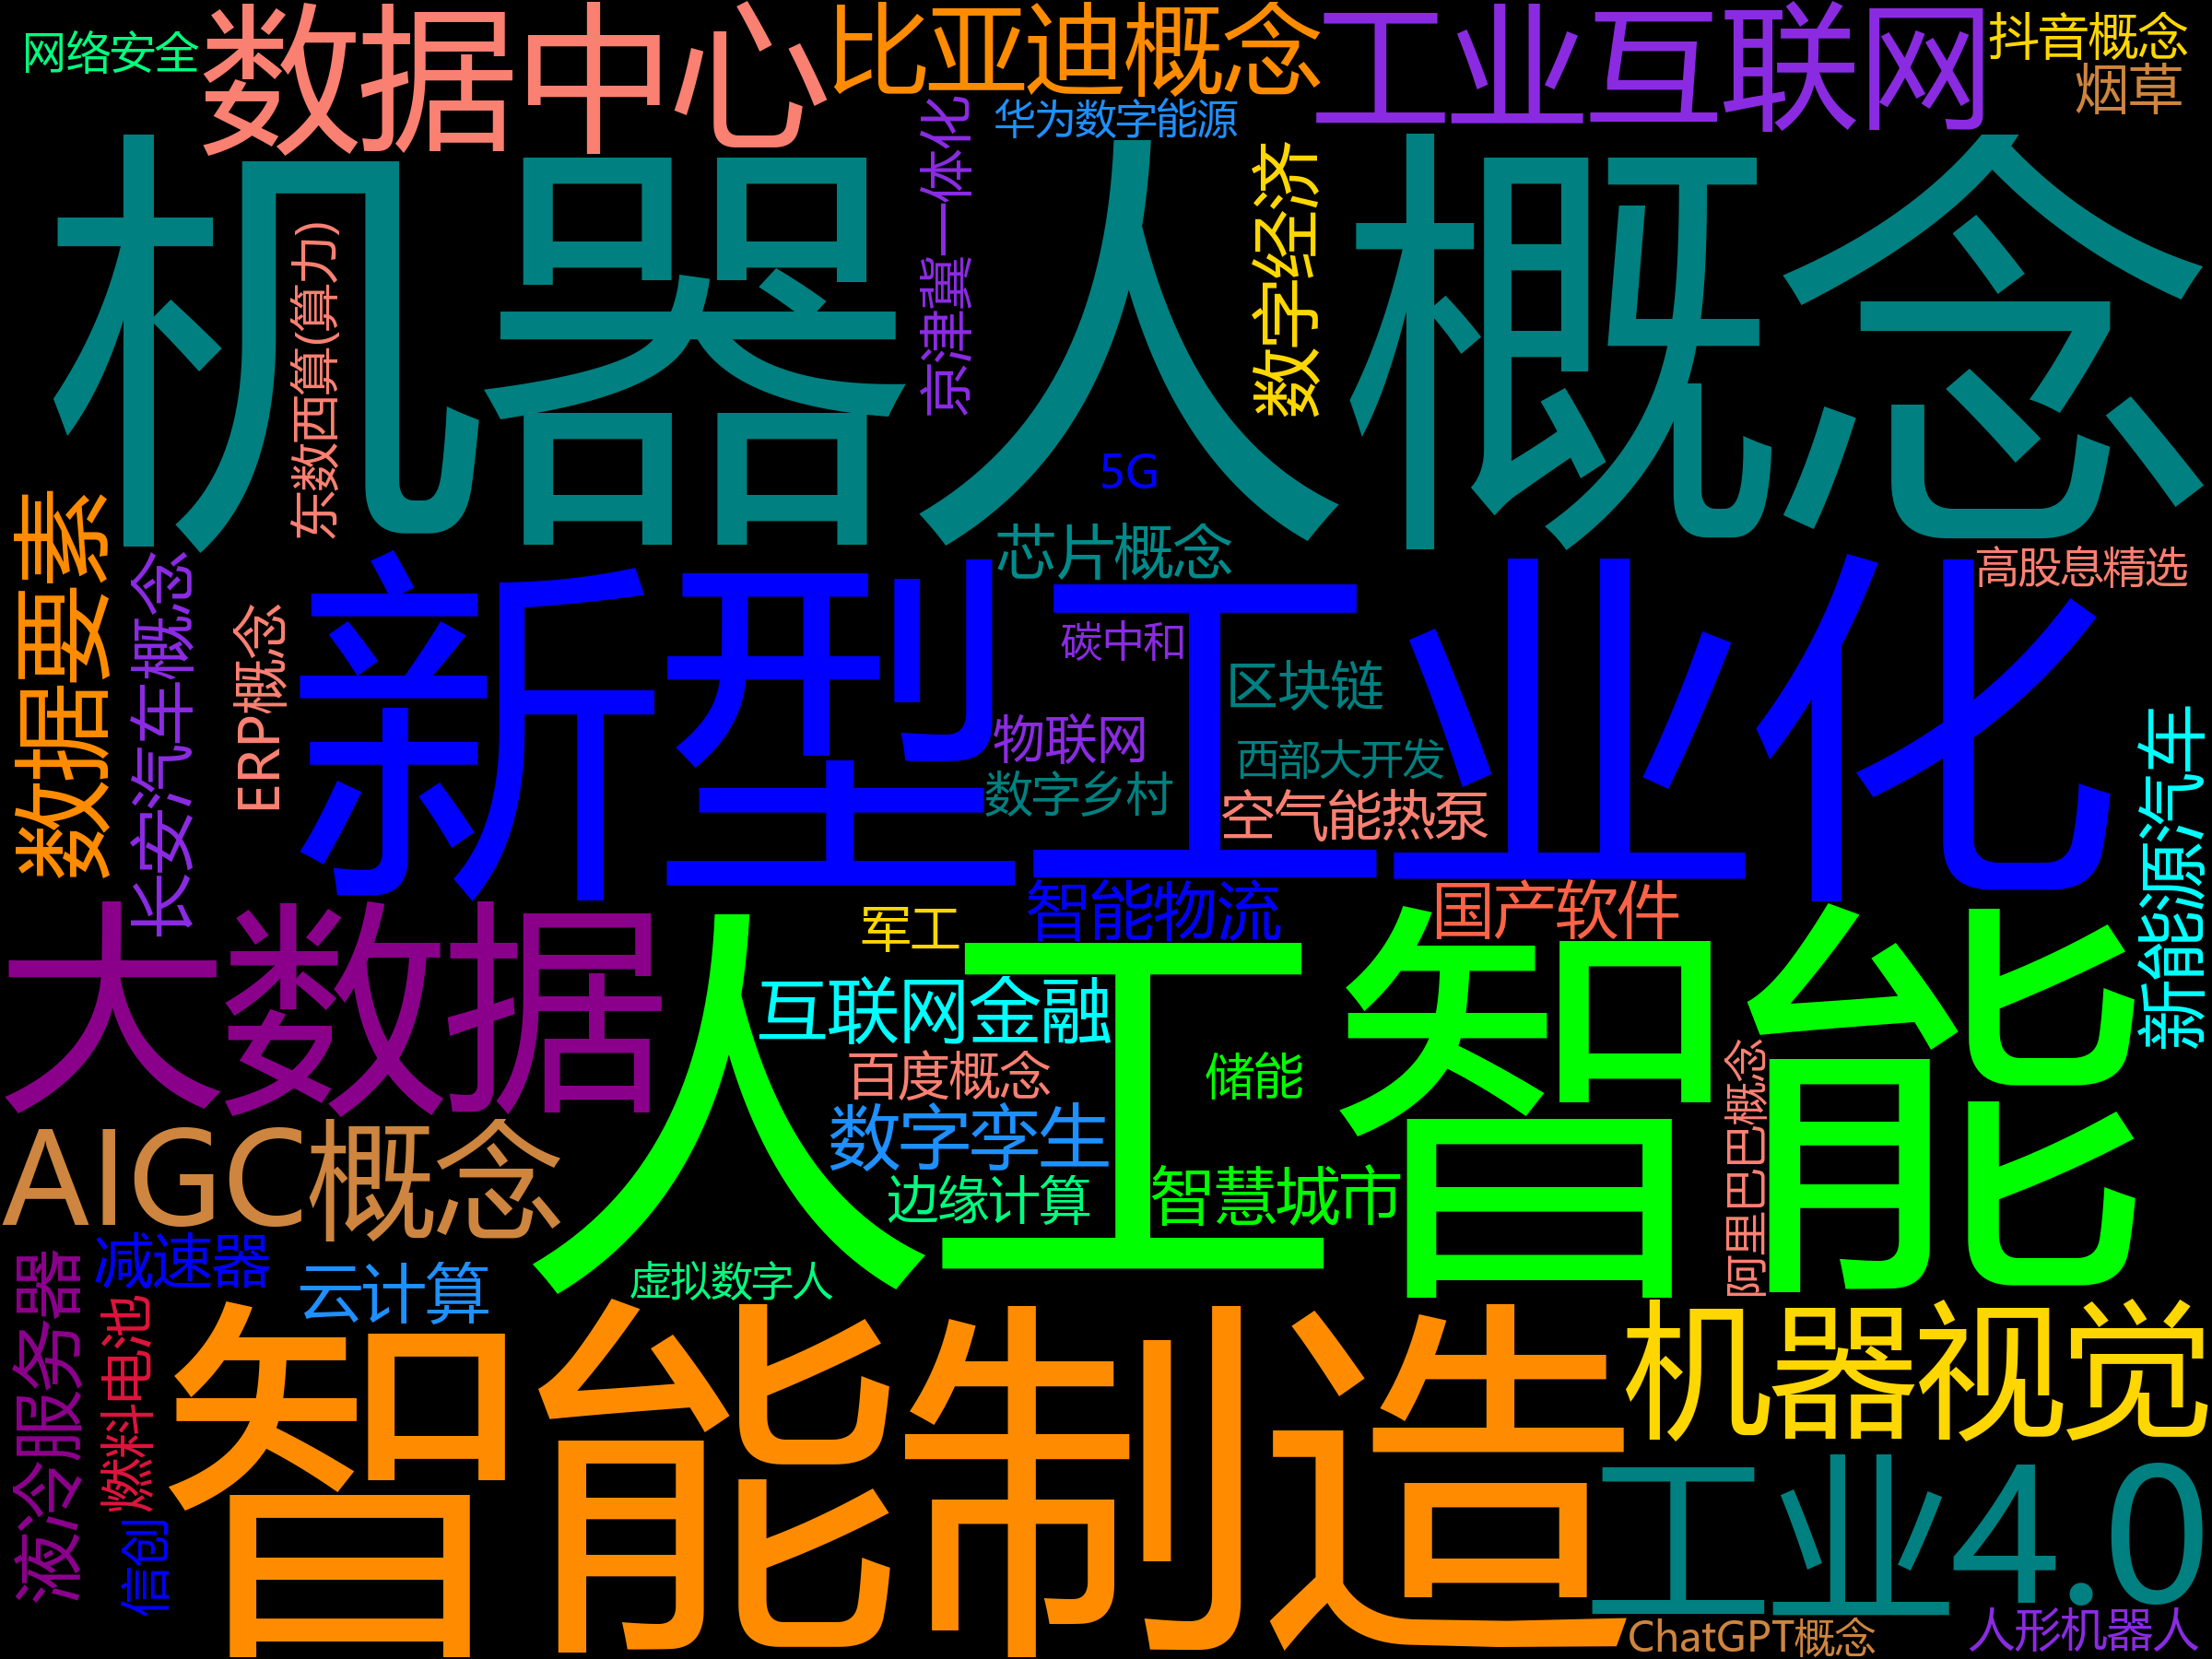 网络安全
数据中心
比亚迪概念
工业互联网
抖音概念
烟草
华为数字能源
机器人概念
东数西算(算力)
京津冀一体化
数字经济
5G
芯片概念
高股息精选
数据要素
长安汽车概念
ERP概念
新型工业化
碳中和
区块链
物联网
西部大开发
数字乡村
空气能热泵
新能源汽车
智能物流
国产软件
军工
大数据
人工智能
互联网金融
百度概念
储能
数字孪生
智慧城市
边缘计算
阿里巴巴概念
AIGC概念
减速器
云计算
虚拟数字人
液冷服务器
燃料电池
信创
智能制造
机器视觉
工业4.0
ChatGPT概念
人形机器人